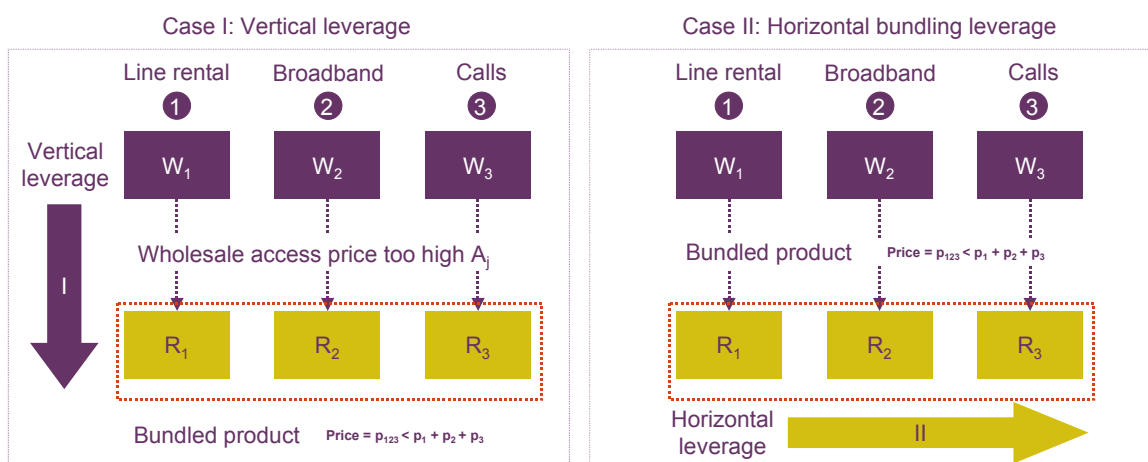 Case I: Vertical leverage
Line rental Broadband Calls
1 2 3
Vertical
leverage
W₁ W₂ W₃
Wholesale access price too high Aⱼ
I
R₁ R₂ R₃
Bundled product Price = p₁₂₃ < p₁ + p₂ + p₃
Case II: Horizontal bundling leverage
Line rental Broadband Calls
1 2 3
W₁ W₂ W₃
Bundled product Price = p₁₂₃ < p₁ + p₂ + p₃
R₁ R₂ R₃
Horizontal
leverage
II